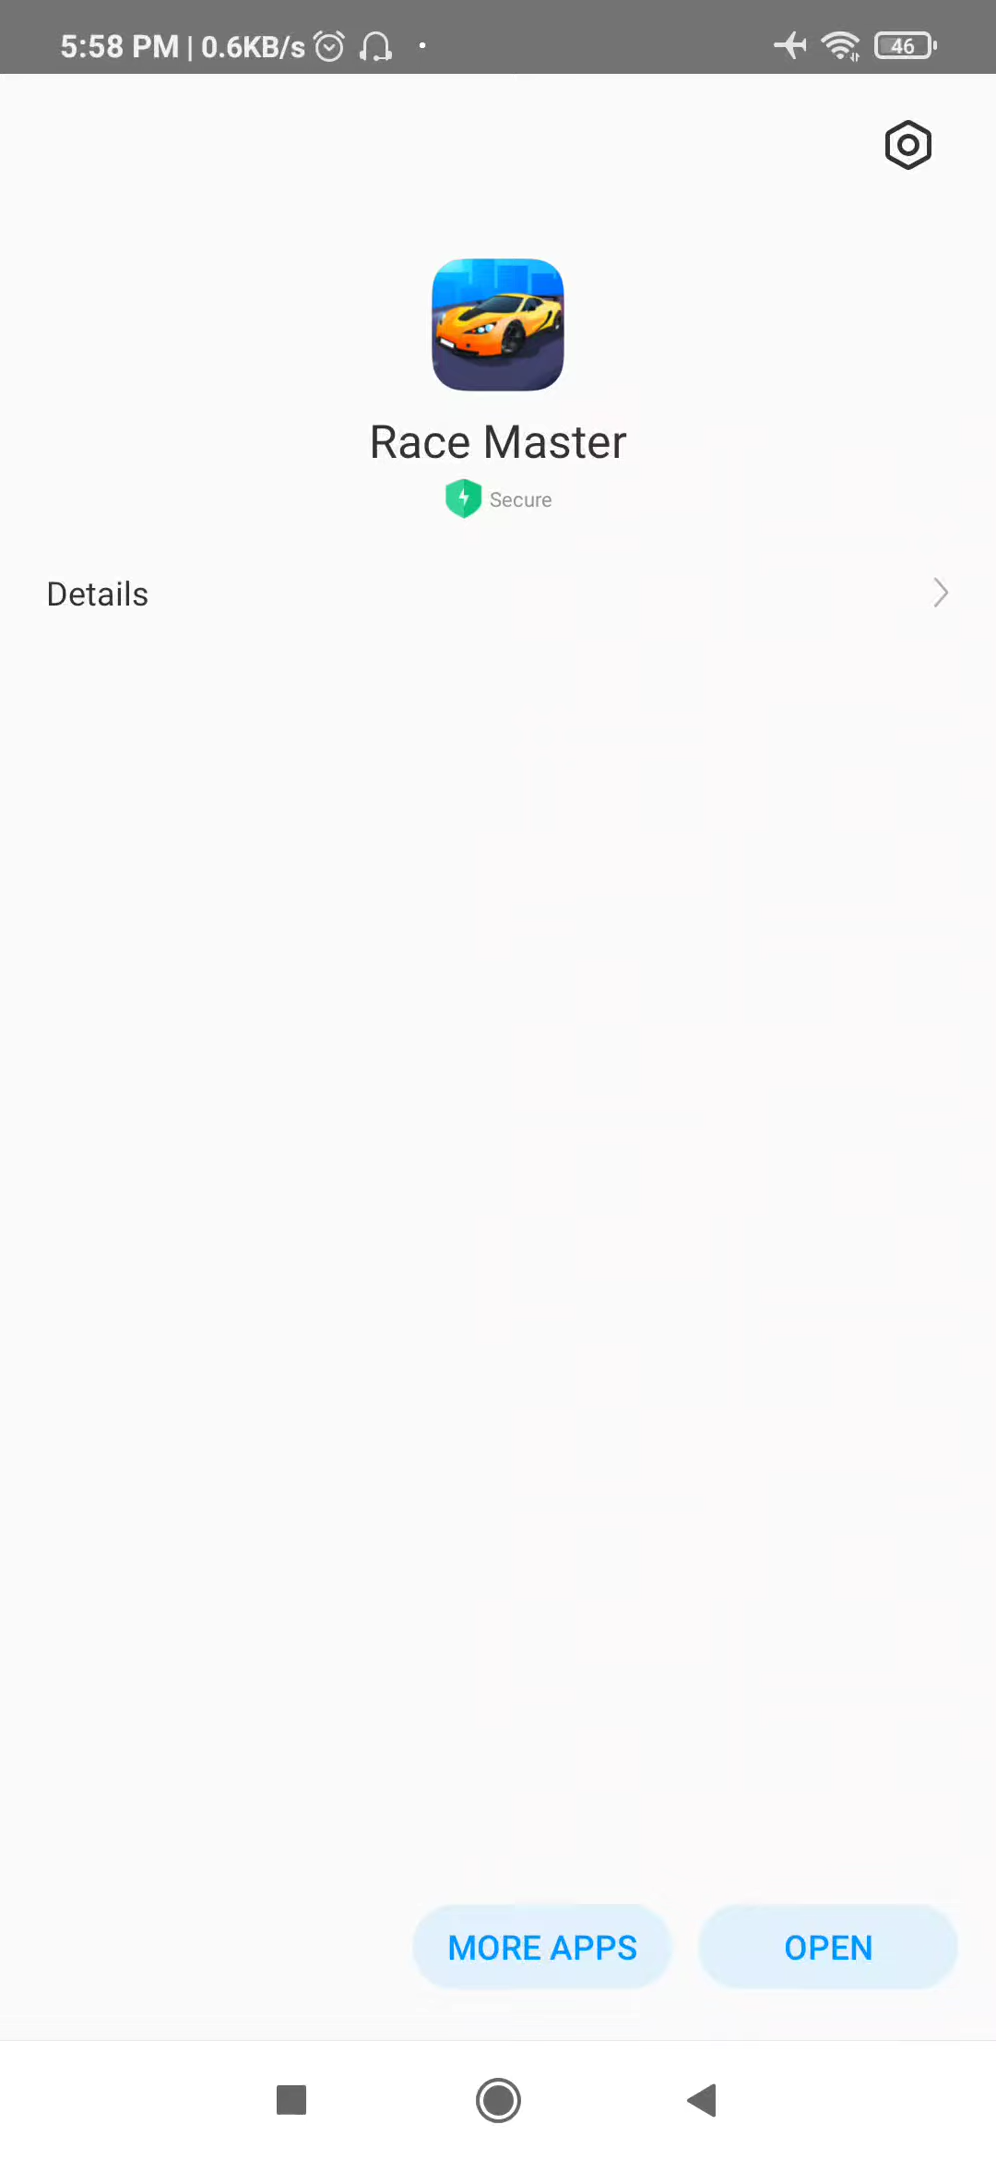 5:58 PM | 0.6KB/s
46
Race Master
Secure
Details
MORE APPS
OPEN